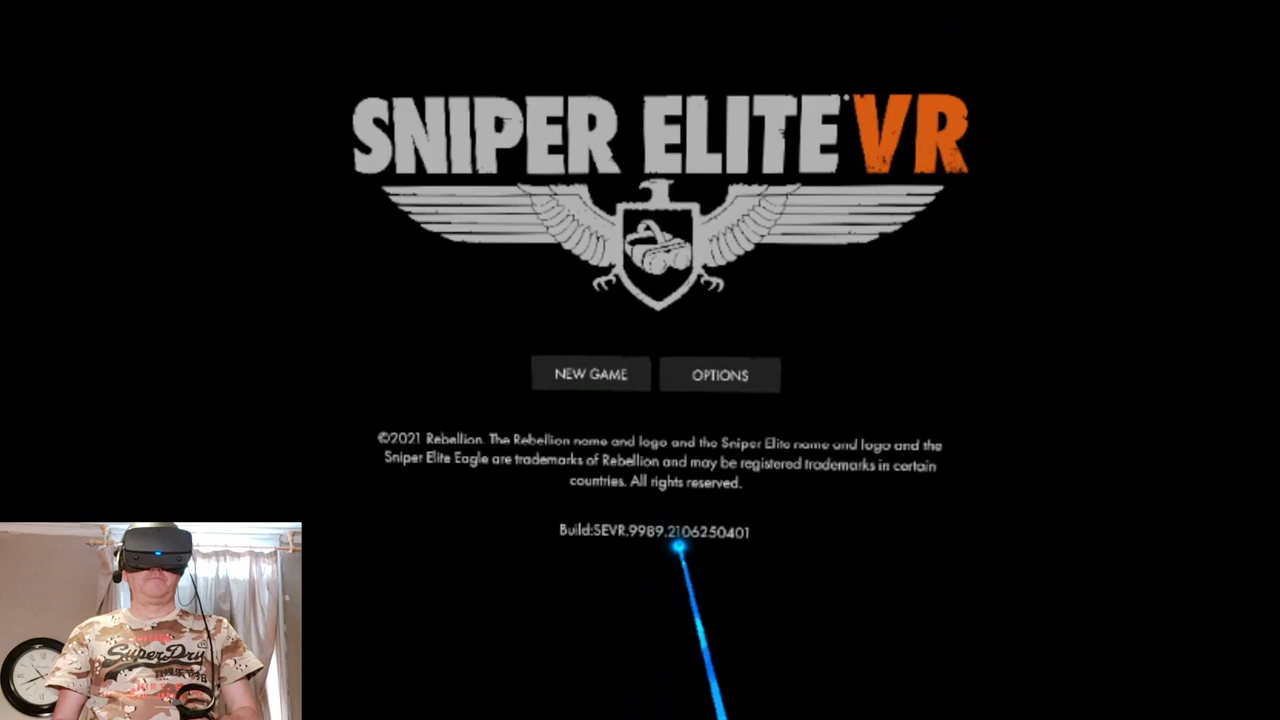 SNIPER ELITE VR
NEW GAME
OPTIONS
©2021 Rebellion. The Rebellion name and logo and the Sniper Elite name and logo and the
Sniper Elite Eagle are trademarks of Rebellion and may be registered trademarks in certain
countries. All rights reserved.
Build:SEVR.9989.2106250401
SuperDry